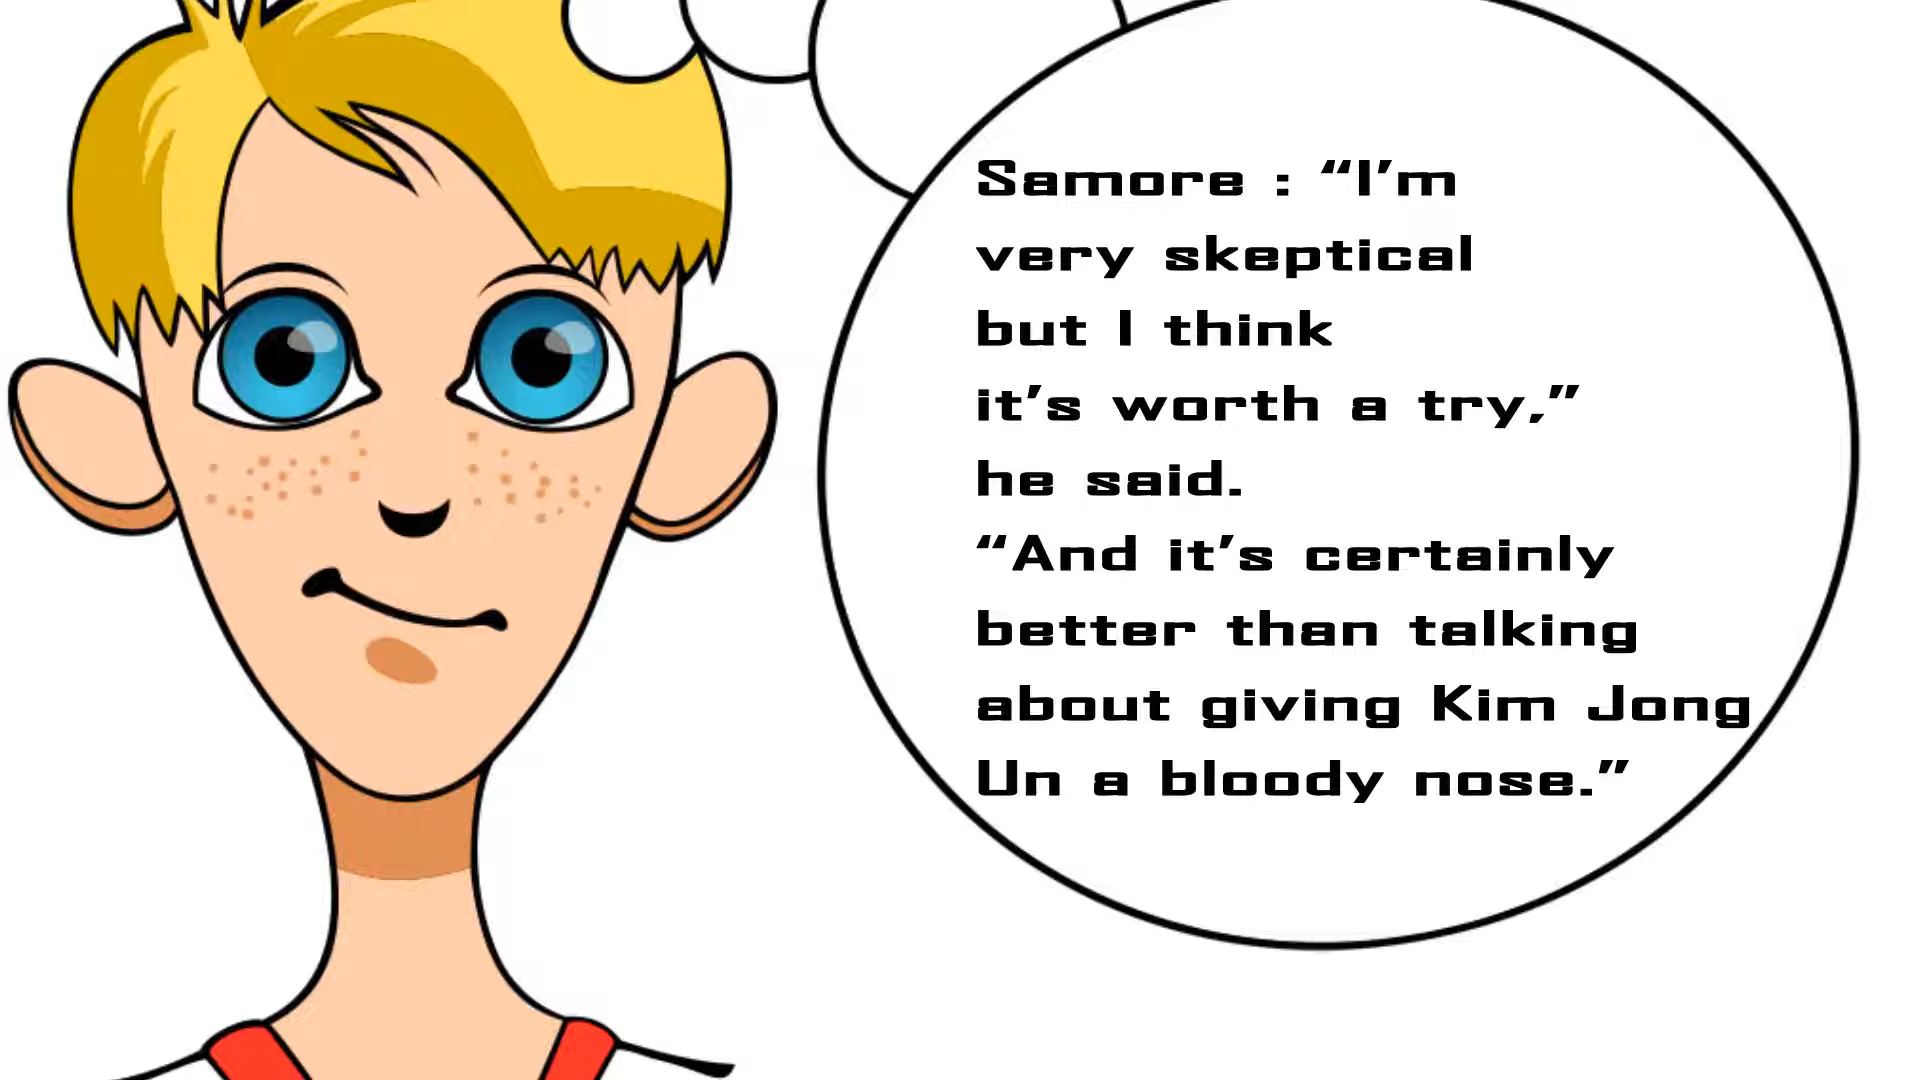 Samore : “I’m
very skeptical
but I think
it’s worth a try,”
he said.
“And it’s certainly
better than talking
about giving Kim Jong
Un a bloody nose.”